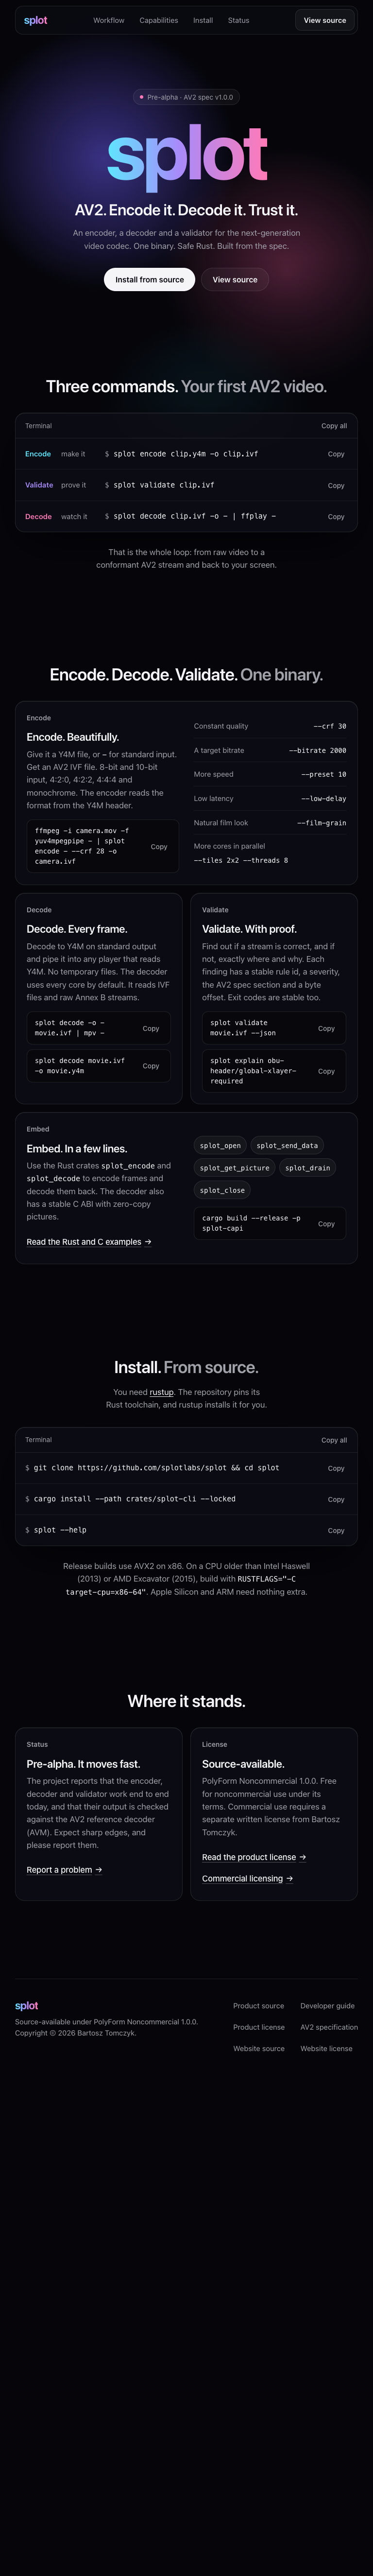 splot
Workflow Capabilities Install Status
View source
Pre-alpha · AV2 spec v1.0.0
splot
AV2. Encode it. Decode it. Trust it.
An encoder, a decoder and a validator for the next-generation
video codec. One binary. Safe Rust. Built from the spec.
Install from source
View source
Three commands. Your first AV2 video.
Terminal
Copy all
Encode make it $ splot encode clip.y4m -o clip.ivf Copy
Validate prove it $ splot validate clip.ivf Copy
Decode watch it $ splot decode clip.ivf -o - | ffplay - Copy
That is the whole loop: from raw video to a
conformant AV2 stream and back to your screen.
Encode. Decode. Validate. One binary.
Encode
Encode. Beautifully.
Give it a Y4M file, or – for standard input.
Get an AV2 IVF file. 8-bit and 10-bit
input, 4:2:0, 4:2:2, 4:4:4 and
monochrome. The encoder reads the
format from the Y4M header.
ffmpeg -i camera.mov -f
yuv4mpegpipe - | splot
encode - --crf 28 -o
camera.ivf
Copy
Constant quality --crf 30
A target bitrate --bitrate 2000
More speed --preset 10
Low latency --low-delay
Natural film look --film-grain
More cores in parallel
--tiles 2x2 --threads 8
Decode
Decode. Every frame.
Decode to Y4M on standard output
and pipe it into any player that reads
Y4M. No temporary files. The decoder
uses every core by default. It reads IVF
files and raw Annex B streams.
splot decode -o -
movie.ivf | mpv -
Copy
splot decode movie.ivf
-o movie.y4m
Copy
Validate
Validate. With proof.
Find out if a stream is correct, and if
not, exactly where and why. Each
finding has a stable rule id, a severity,
the AV2 spec section and a byte
offset. Exit codes are stable too.
splot validate
movie.ivf --json
Copy
splot explain obu-
header/global-xlayer-
required
Copy
Embed
Embed. In a few lines.
Use the Rust crates splot_encode and
splot_decode to encode frames and
decode them back. The decoder also
has a stable C ABI with zero-copy
pictures.
Read the Rust and C examples →
splot_open splot_send_data
splot_get_picture splot_drain
splot_close
cargo build --release -p
splot-capi
Copy
Install. From source.
You need rustup. The repository pins its
Rust toolchain, and rustup installs it for you.
Terminal
Copy all
$ git clone https://github.com/splotlabs/splot && cd splot Copy
$ cargo install --path crates/splot-cli --locked Copy
$ splot --help Copy
Release builds use AVX2 on x86. On a CPU older than Intel Haswell
(2013) or AMD Excavator (2015), build with RUSTFLAGS="-C
target-cpu=x86-64". Apple Silicon and ARM need nothing extra.
Where it stands.
Status
Pre-alpha. It moves fast.
The project reports that the encoder,
decoder and validator work end to end
today, and that their output is checked
against the AV2 reference decoder
(AVM). Expect sharp edges, and
please report them.
Report a problem →
License
Source-available.
PolyForm Noncommercial 1.0.0. Free
for noncommercial use under its
terms. Commercial use requires a
separate written license from Bartosz
Tomczyk.
Read the product license →
Commercial licensing →
splot
Source-available under PolyForm Noncommercial 1.0.0.
Copyright © 2026 Bartosz Tomczyk.
Product source Developer guide
Product license AV2 specification
Website source Website license